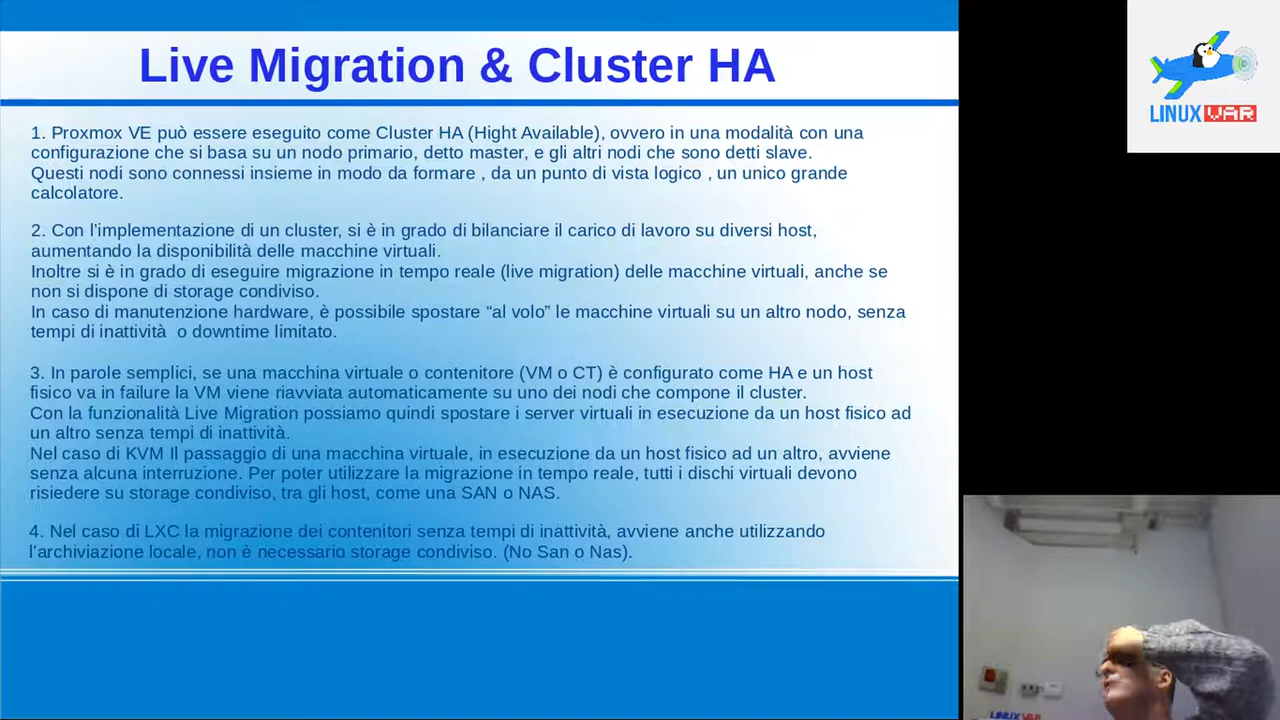 Live Migration & Cluster HA
LINUX VAR
1. Proxmox VE può essere eseguito come Cluster HA (Hight Available), ovvero in una modalità con una
configurazione che si basa su un nodo primario, detto master, e gli altri nodi che sono detti slave.
Questi nodi sono connessi insieme in modo da formare , da un punto di vista logico , un unico grande
calcolatore.
2. Con l'implementazione di un cluster, si è in grado di bilanciare il carico di lavoro su diversi host,
aumentando la disponibilità delle macchine virtuali.
Inoltre si è in grado di eseguire migrazione in tempo reale (live migration) delle macchine virtuali, anche se
non si dispone di storage condiviso.
In caso di manutenzione hardware, è possibile spostare “al volo” le macchine virtuali su un altro nodo, senza
tempi di inattività o downtime limitato.
3. In parole semplici, se una macchina virtuale o contenitore (VM o CT) è configurato come HA e un host
fisico va in failure la VM viene riavviata automaticamente su uno dei nodi che compone il cluster.
Con la funzionalità Live Migration possiamo quindi spostare i server virtuali in esecuzione da un host fisico ad
un altro senza tempi di inattività.
Nel caso di KVM Il passaggio di una macchina virtuale, in esecuzione da un host fisico ad un altro, avviene
senza alcuna interruzione. Per poter utilizzare la migrazione in tempo reale, tutti i dischi virtuali devono
risiedere su storage condiviso, tra gli host, come una SAN o NAS.
4. Nel caso di LXC la migrazione dei contenitori senza tempi di inattività, avviene anche utilizzando
l'archiviazione locale, non è necessario storage condiviso. (No San o Nas).
LINUX VAR